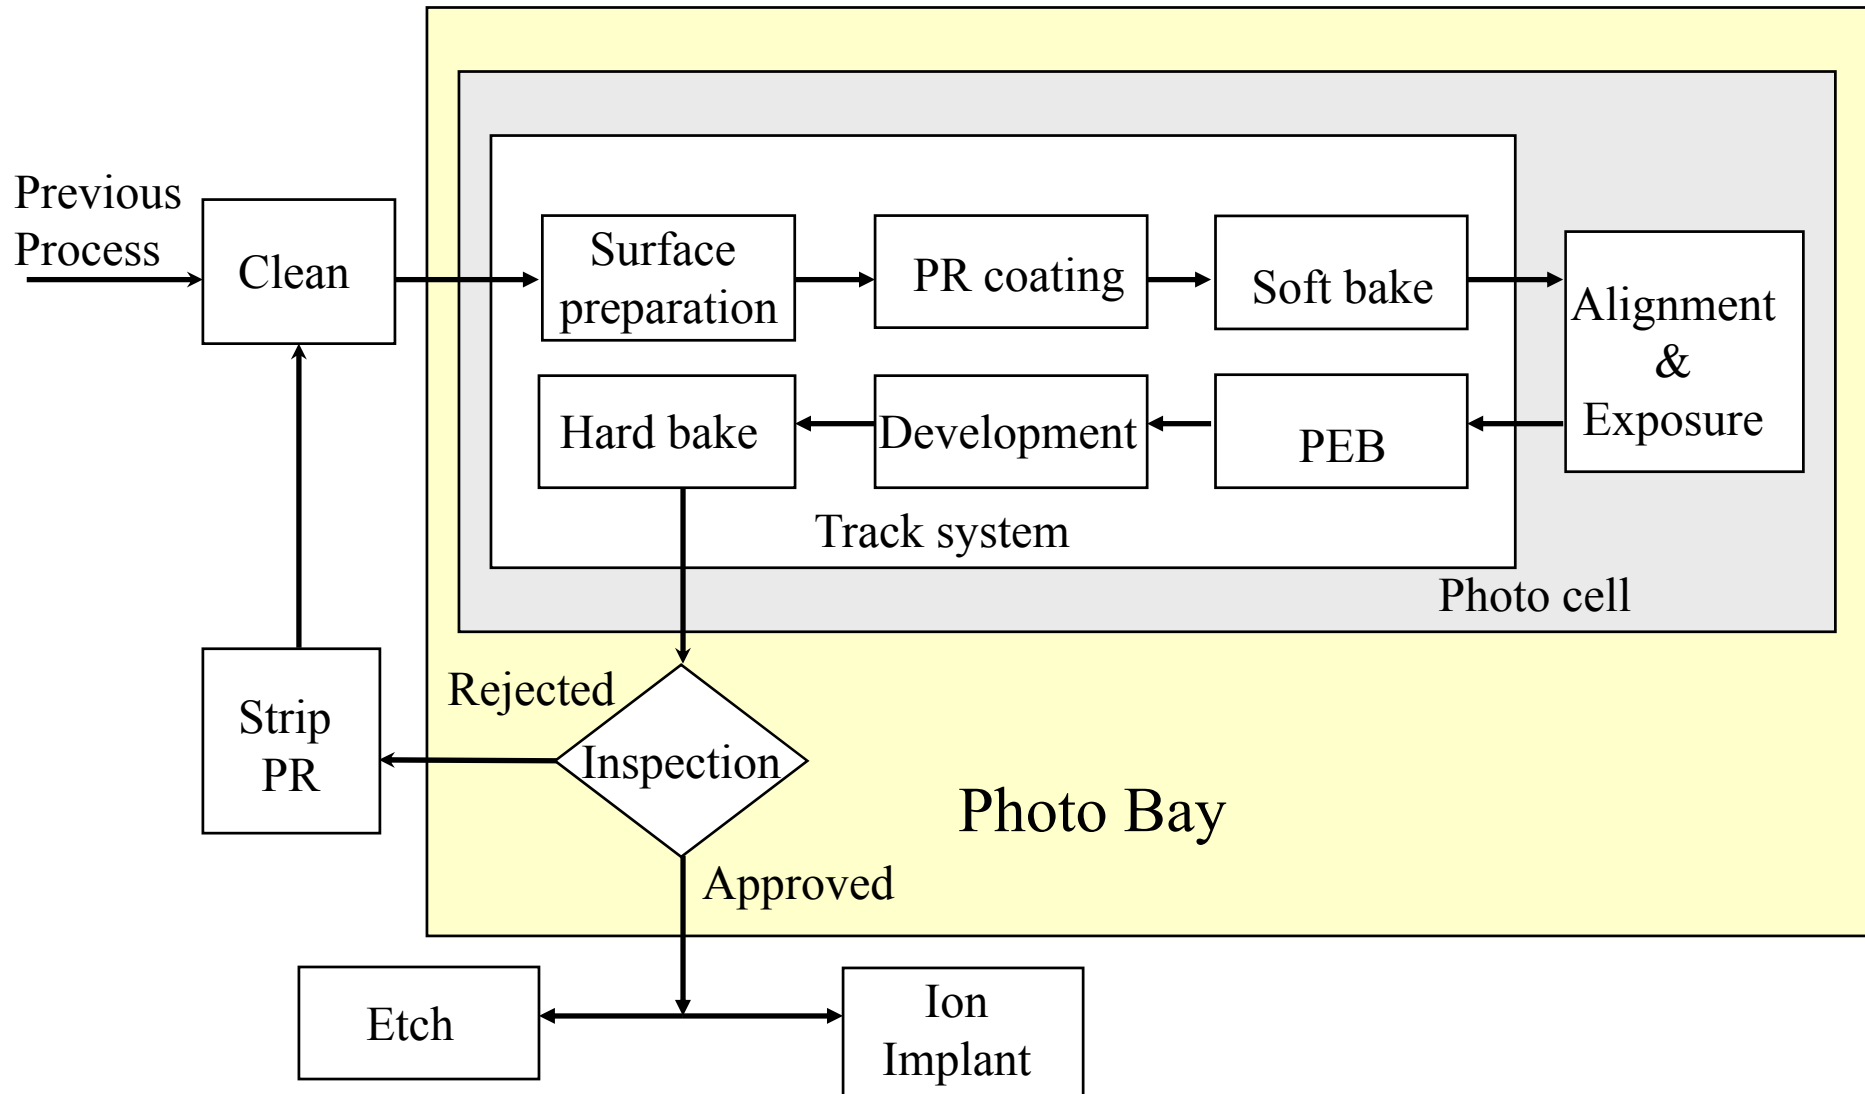 Previous
Process
Clean
Surface
preparation
PR coating
Soft bake
Alignment
&
Exposure
Hard bake
Development
PEB
Track system
Photo cell
Rejected
Strip
PR
Inspection
Photo Bay
Approved
Etch
Ion
Implant